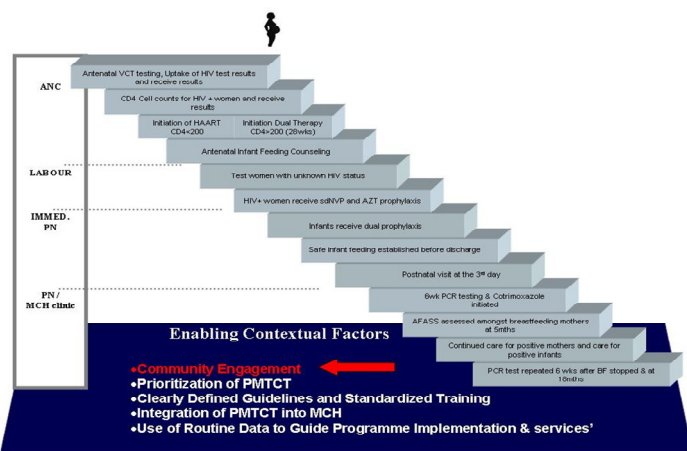 ANC
Antenatal VCT testing, Uptake of HIV test results
and receive results
CD4 Cell counts for HIV + women and receive
results
Initiation of HAART
CD4<200
Initiation Dual Therapy
CD4>200 (28wks)
Antenatal Infant Feeding Counseling
LABOUR
Test women with unknown HIV status
HIV+ women receive sdNVP and AZT prophylaxis
IMMED.
PN
Infants receive dual prophylaxis
Safe infant feeding established before discharge
Postnatal visit at the 3rd day
PN /
MCH clinic
6wk PCR testing & Cotrimoxazole
initiated
AFASS assessed amongst breastfeeding mothers
at 5mths
Continued care for positive mothers and care for
positive infants
PCR test repeated 6 wks after BF stopped & at
18mths
Enabling Contextual Factors
•Community Engagement
•Prioritization of PMTCT
•Clearly Defined Guidelines and Standardized Training
•Integration of PMTCT into MCH
•Use of Routine Data to Guide Programme Implementation & services'